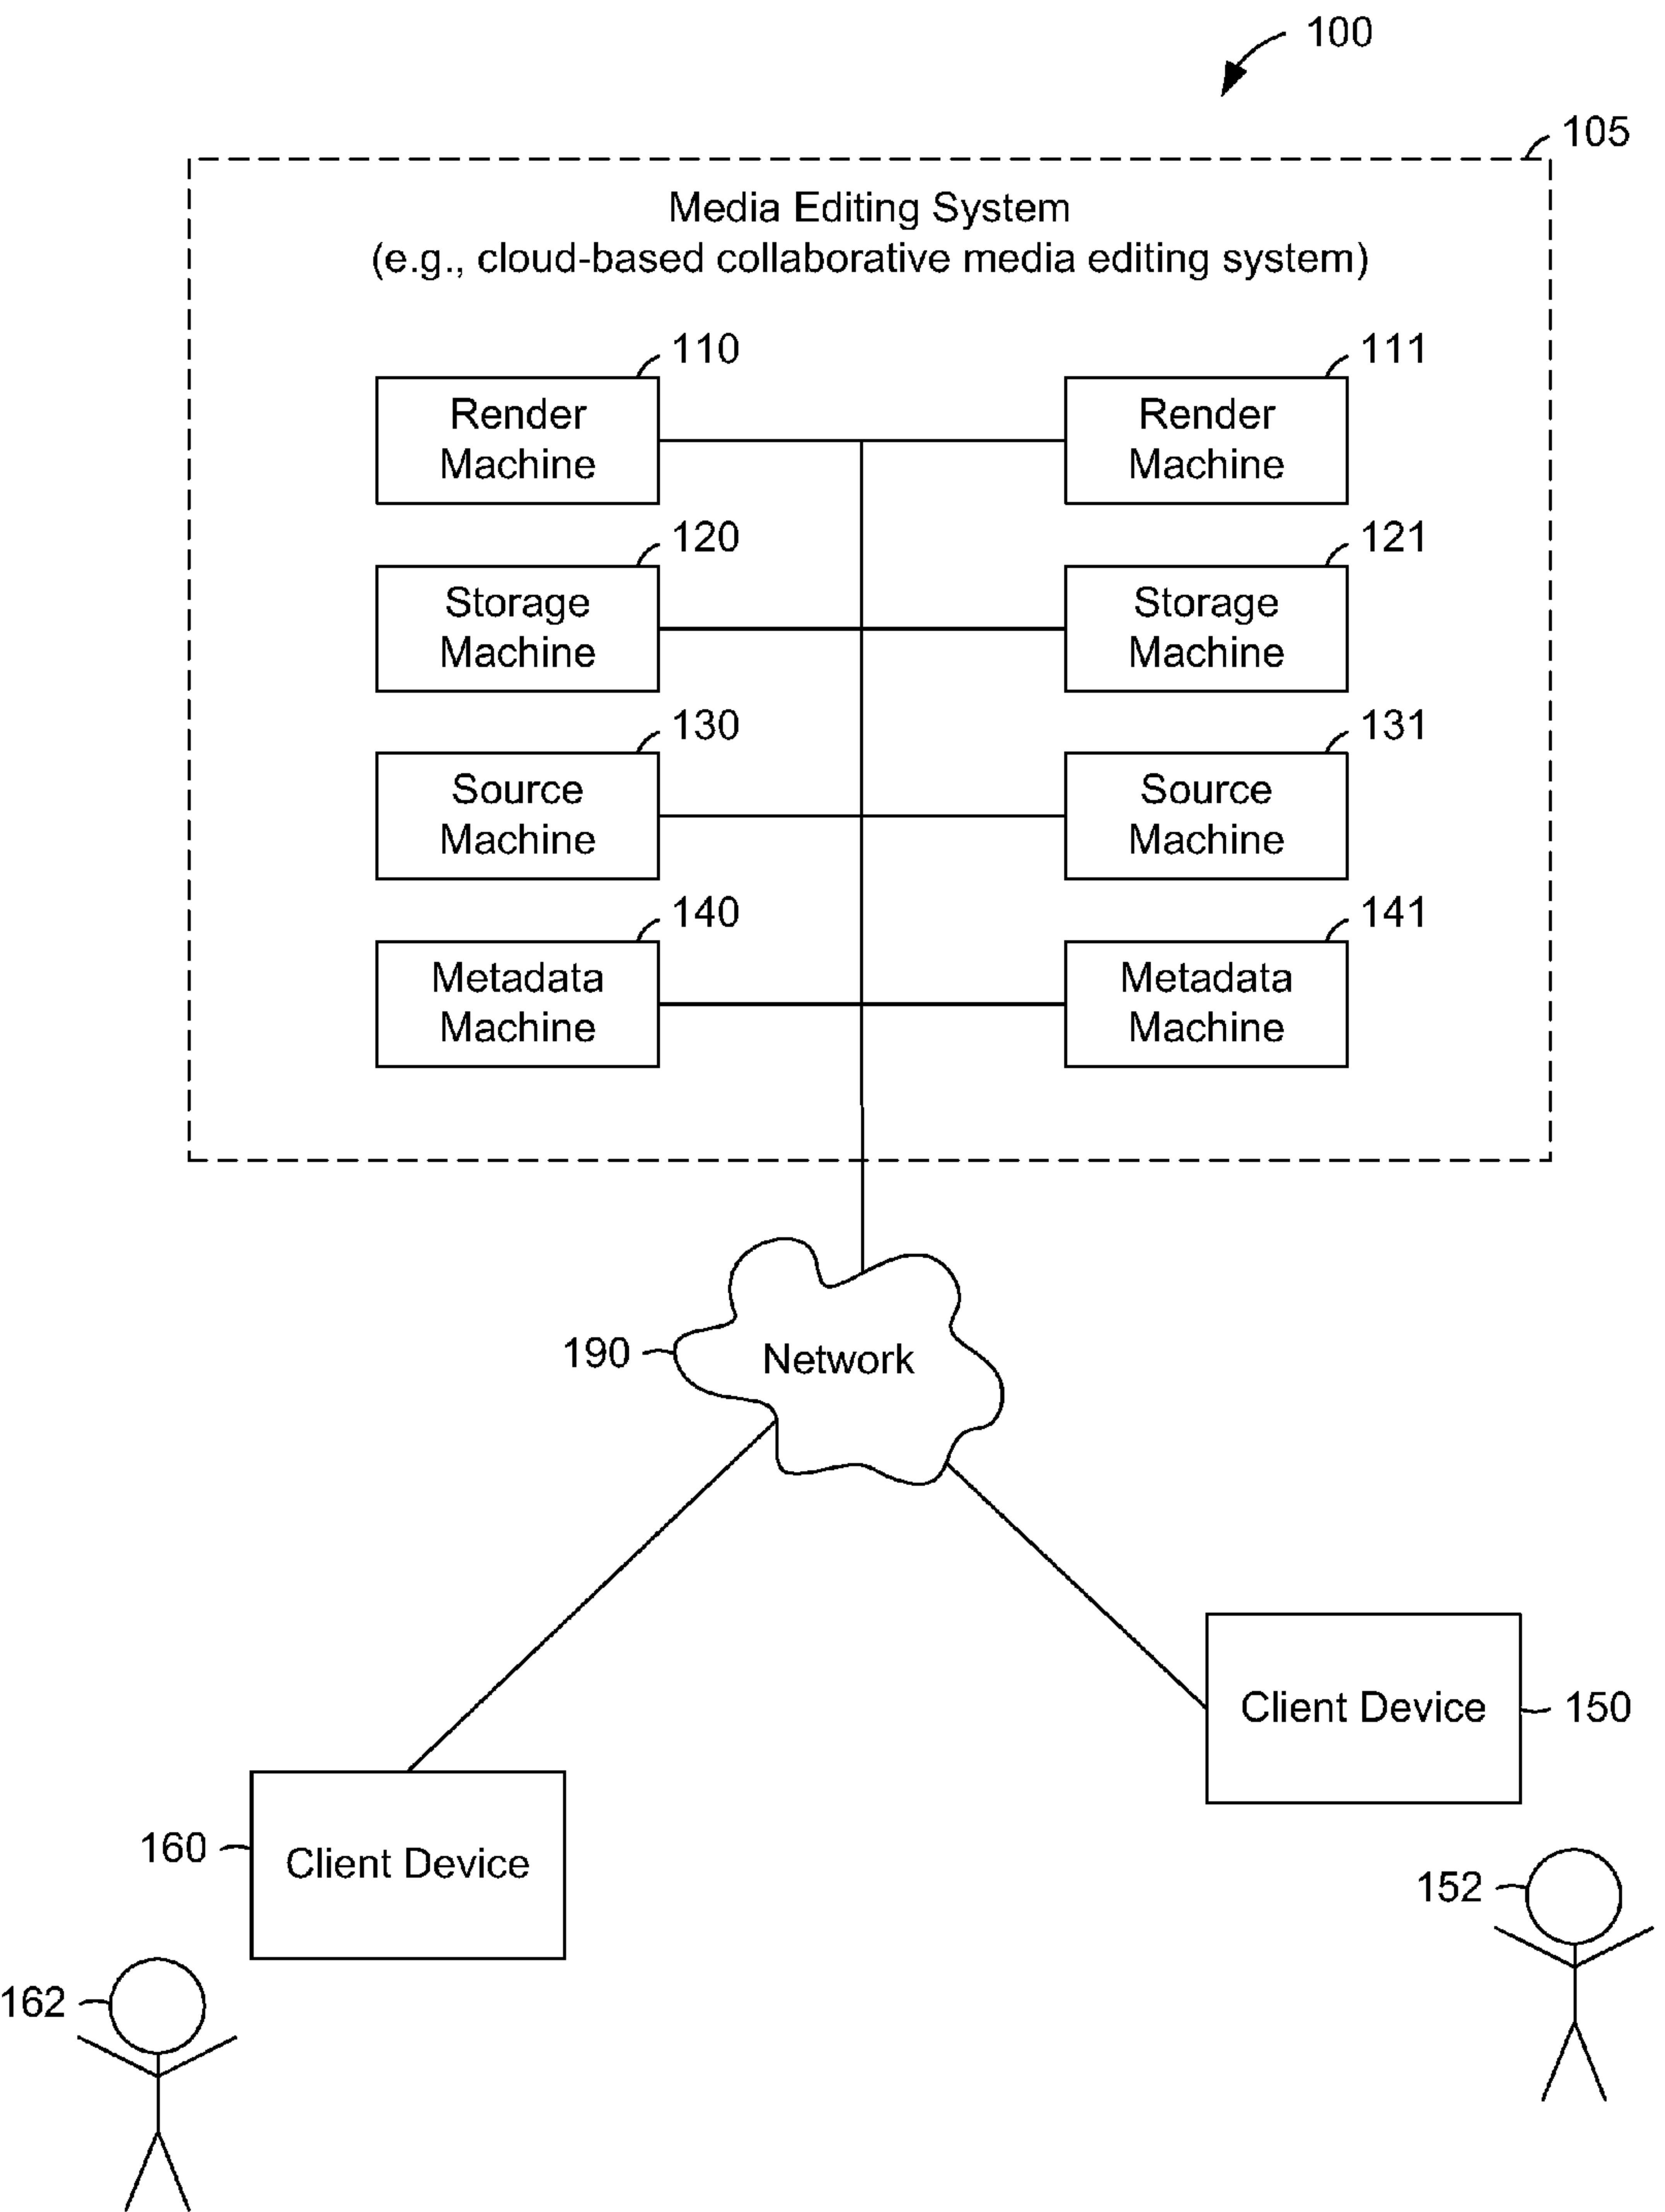 100
105
Media Editing System
(e.g., cloud-based collaborative media editing system)
110
111
Render
Machine
Render
Machine
120
121
Storage
Machine
Storage
Machine
130
131
Source
Machine
Source
Machine
140
141
Metadata
Machine
Metadata
Machine
190
Network
Client Device
150
160
Client Device
152
162